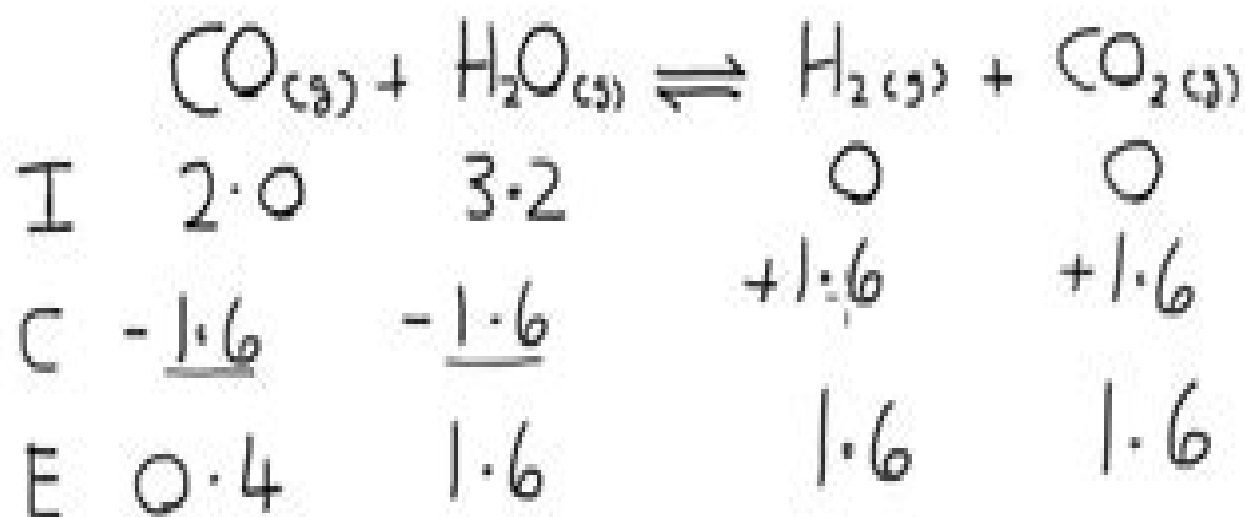 CO(g) + H₂O(g) ⇌ H₂(g) + CO₂(g)
I 2·0 3·2 0 0
C -1·6 -1·6 +1·6 +1·6
E 0·4 1·6 1·6 1·6